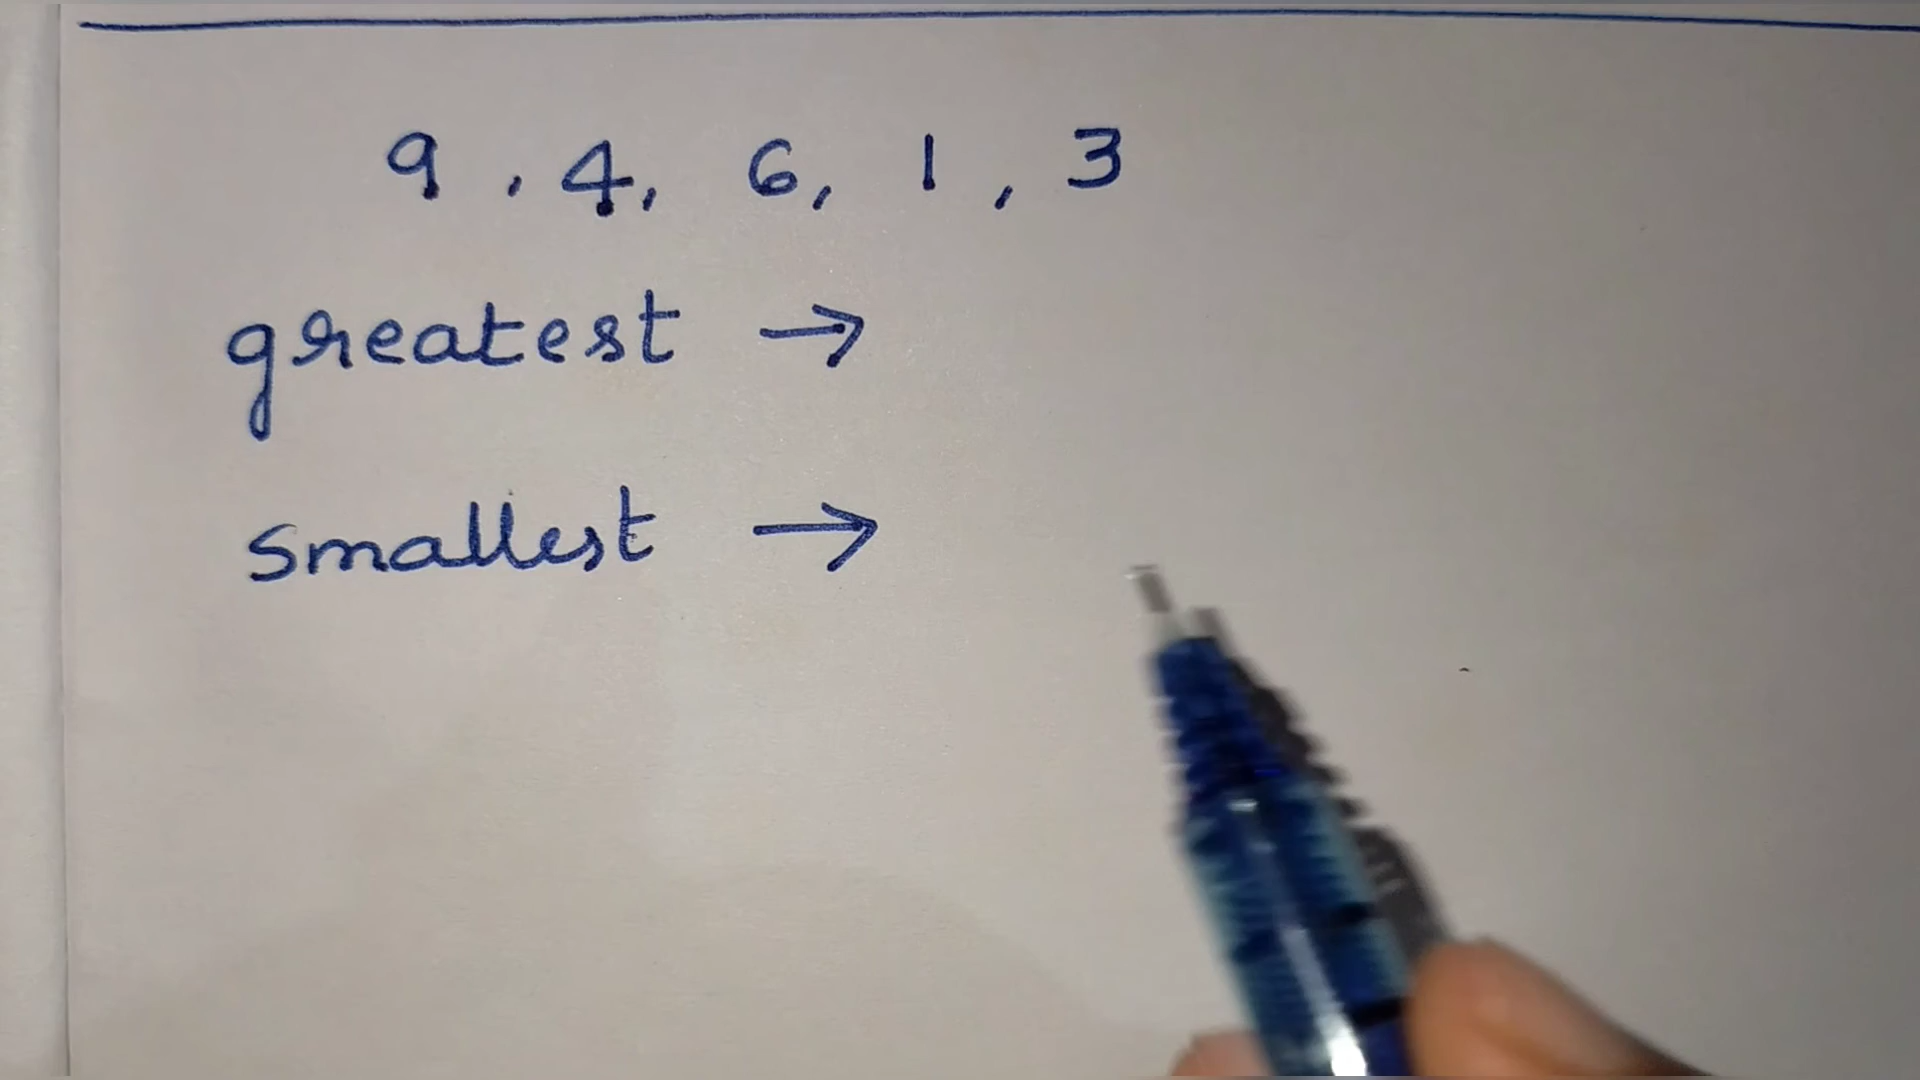 9, 4, 6, 1, 3
greatest →
smallest →